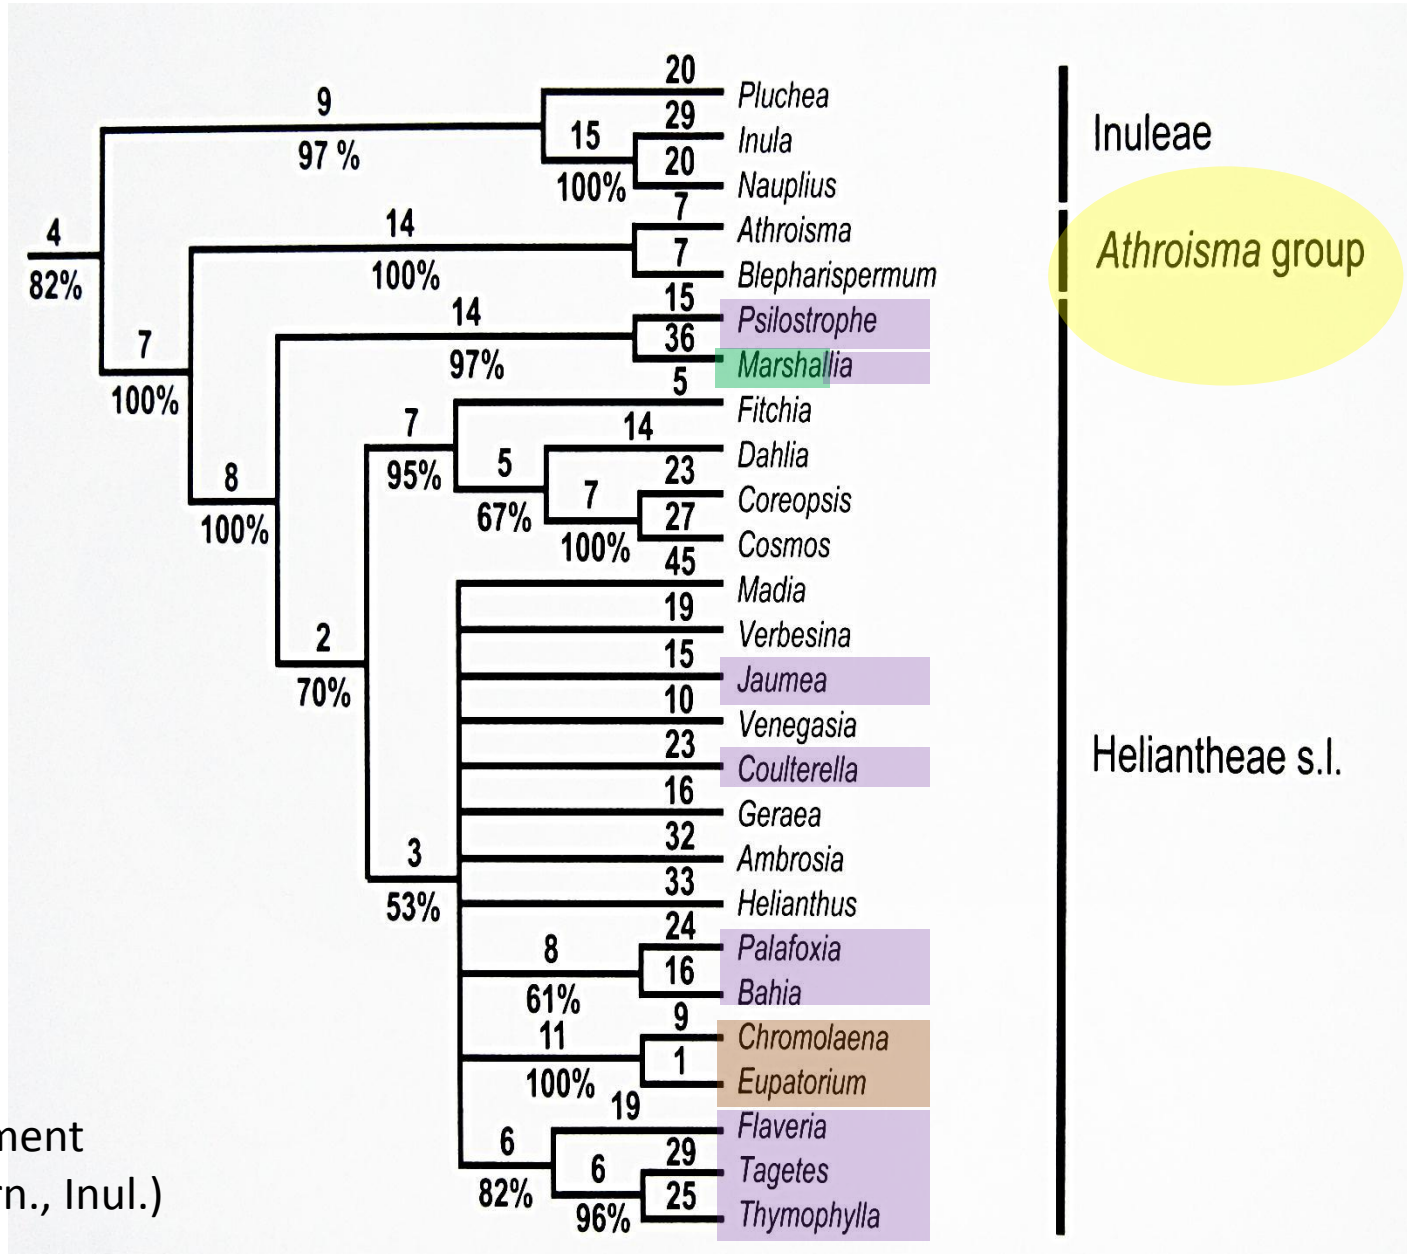 20
Pluchea
9
29
Inula
15
97 %
20
100%
Nauplius
Inuleae
7
Athroisma
4
14
7
82%
100%
Blepharispermum
Athroisma group
15
Psilostrophe
14
36
7
97%
Marshallia
100%
5
Fitchia
7
14
Dahlia
95%
5
23
8
7
Coreopsis
67%
27
100%
100%
Cosmos
45
Madia
19
Verbesina
2
15
70%
Jaumea
10
Venegasia
23
Coulterella
Heliantheae s.l.
16
Geraea
3
32
Ambrosia
53%
33
Helianthus
24
Palafoxia
8
16
61%
Bahia
9
11
Chromolaena
1
100%
Eupatorium
19
Flaveria
6
29
6
Tagetes
82%
25
96%
Thymophylla
ment
n., Inul.)